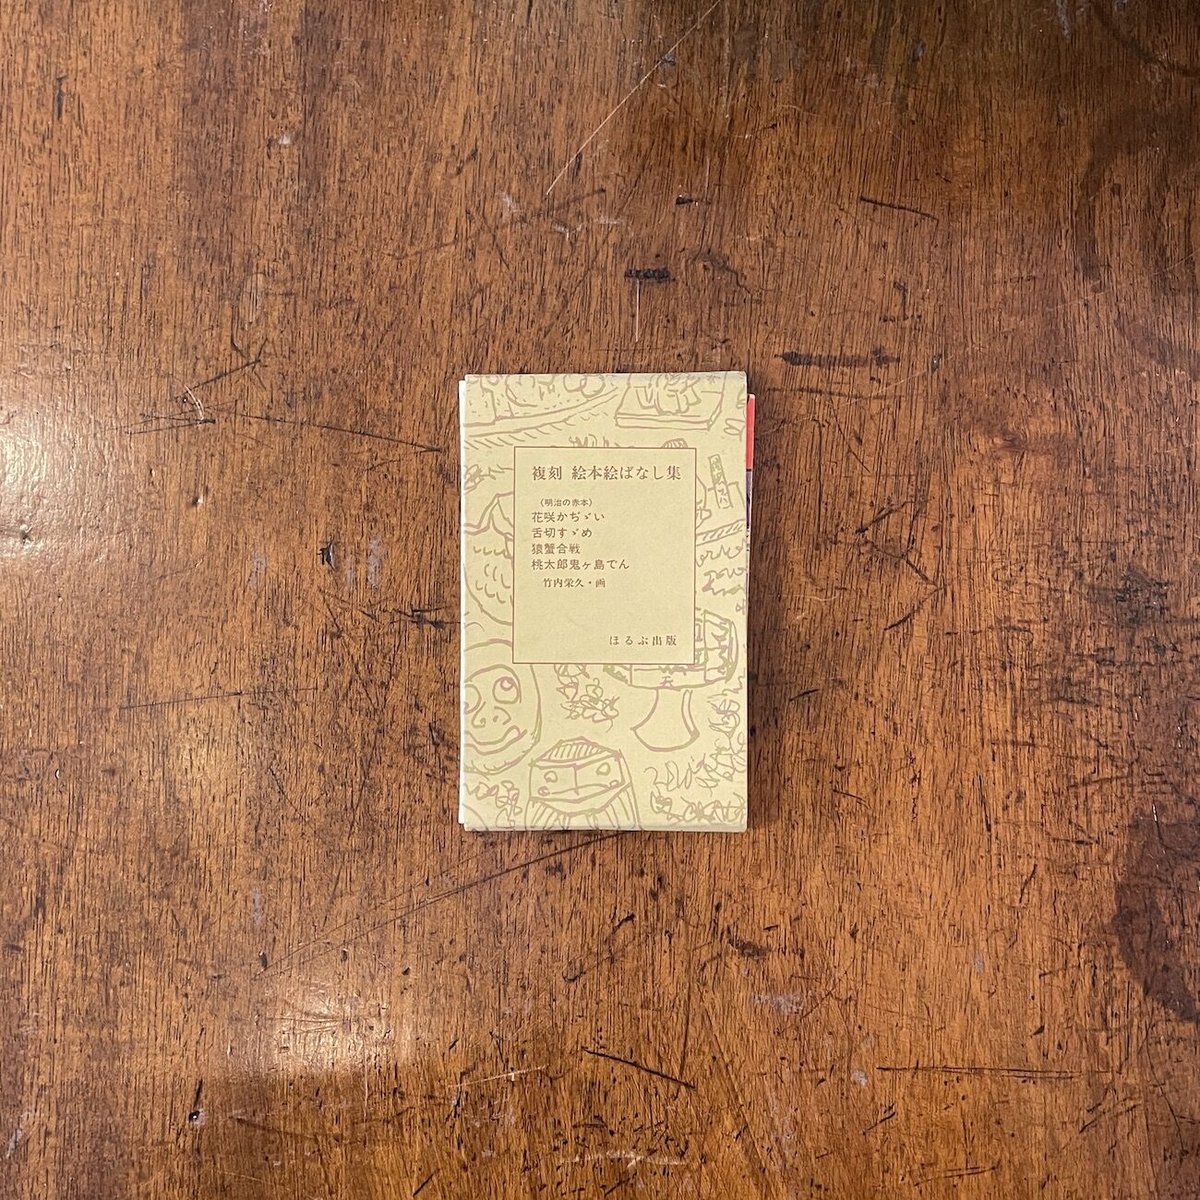 複刻 絵本絵ばなし集
〈明治の赤本〉
花咲かぢゞい
舌切すゞめ
猿蟹合戦
桃太郎鬼ヶ島でん
竹内栄久・画
ほるぷ出版